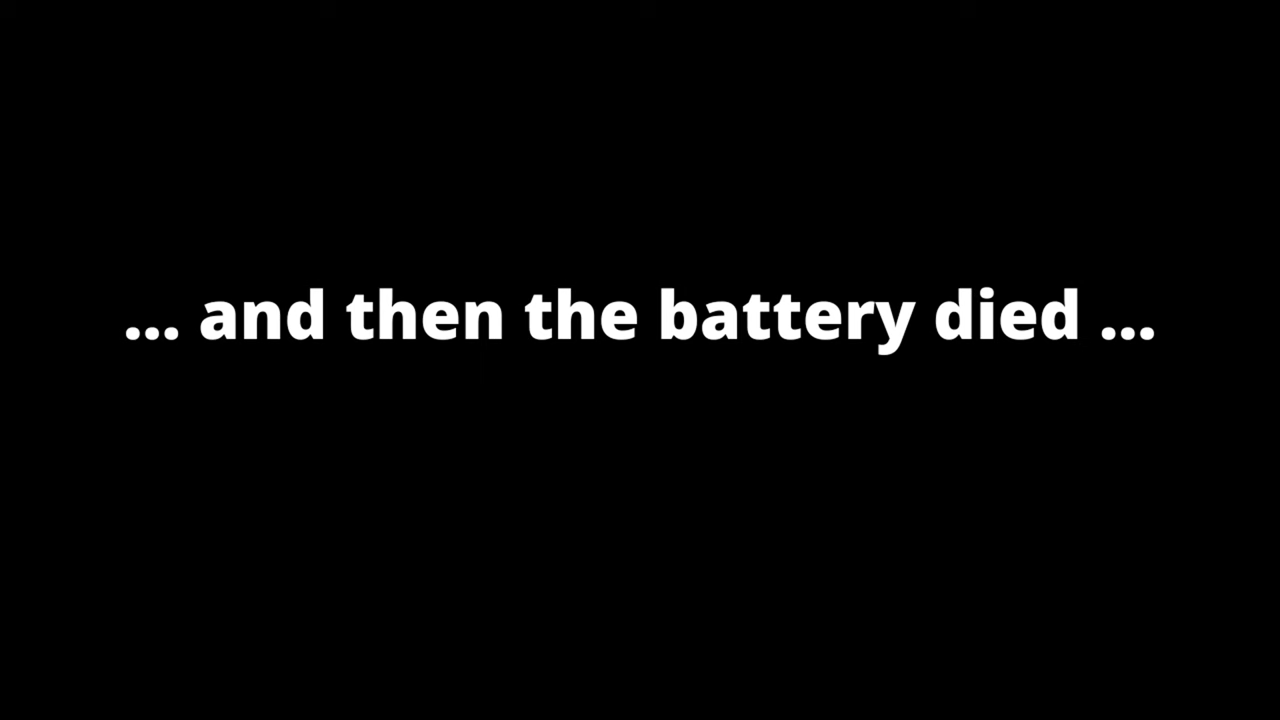 ... and then the battery died ...